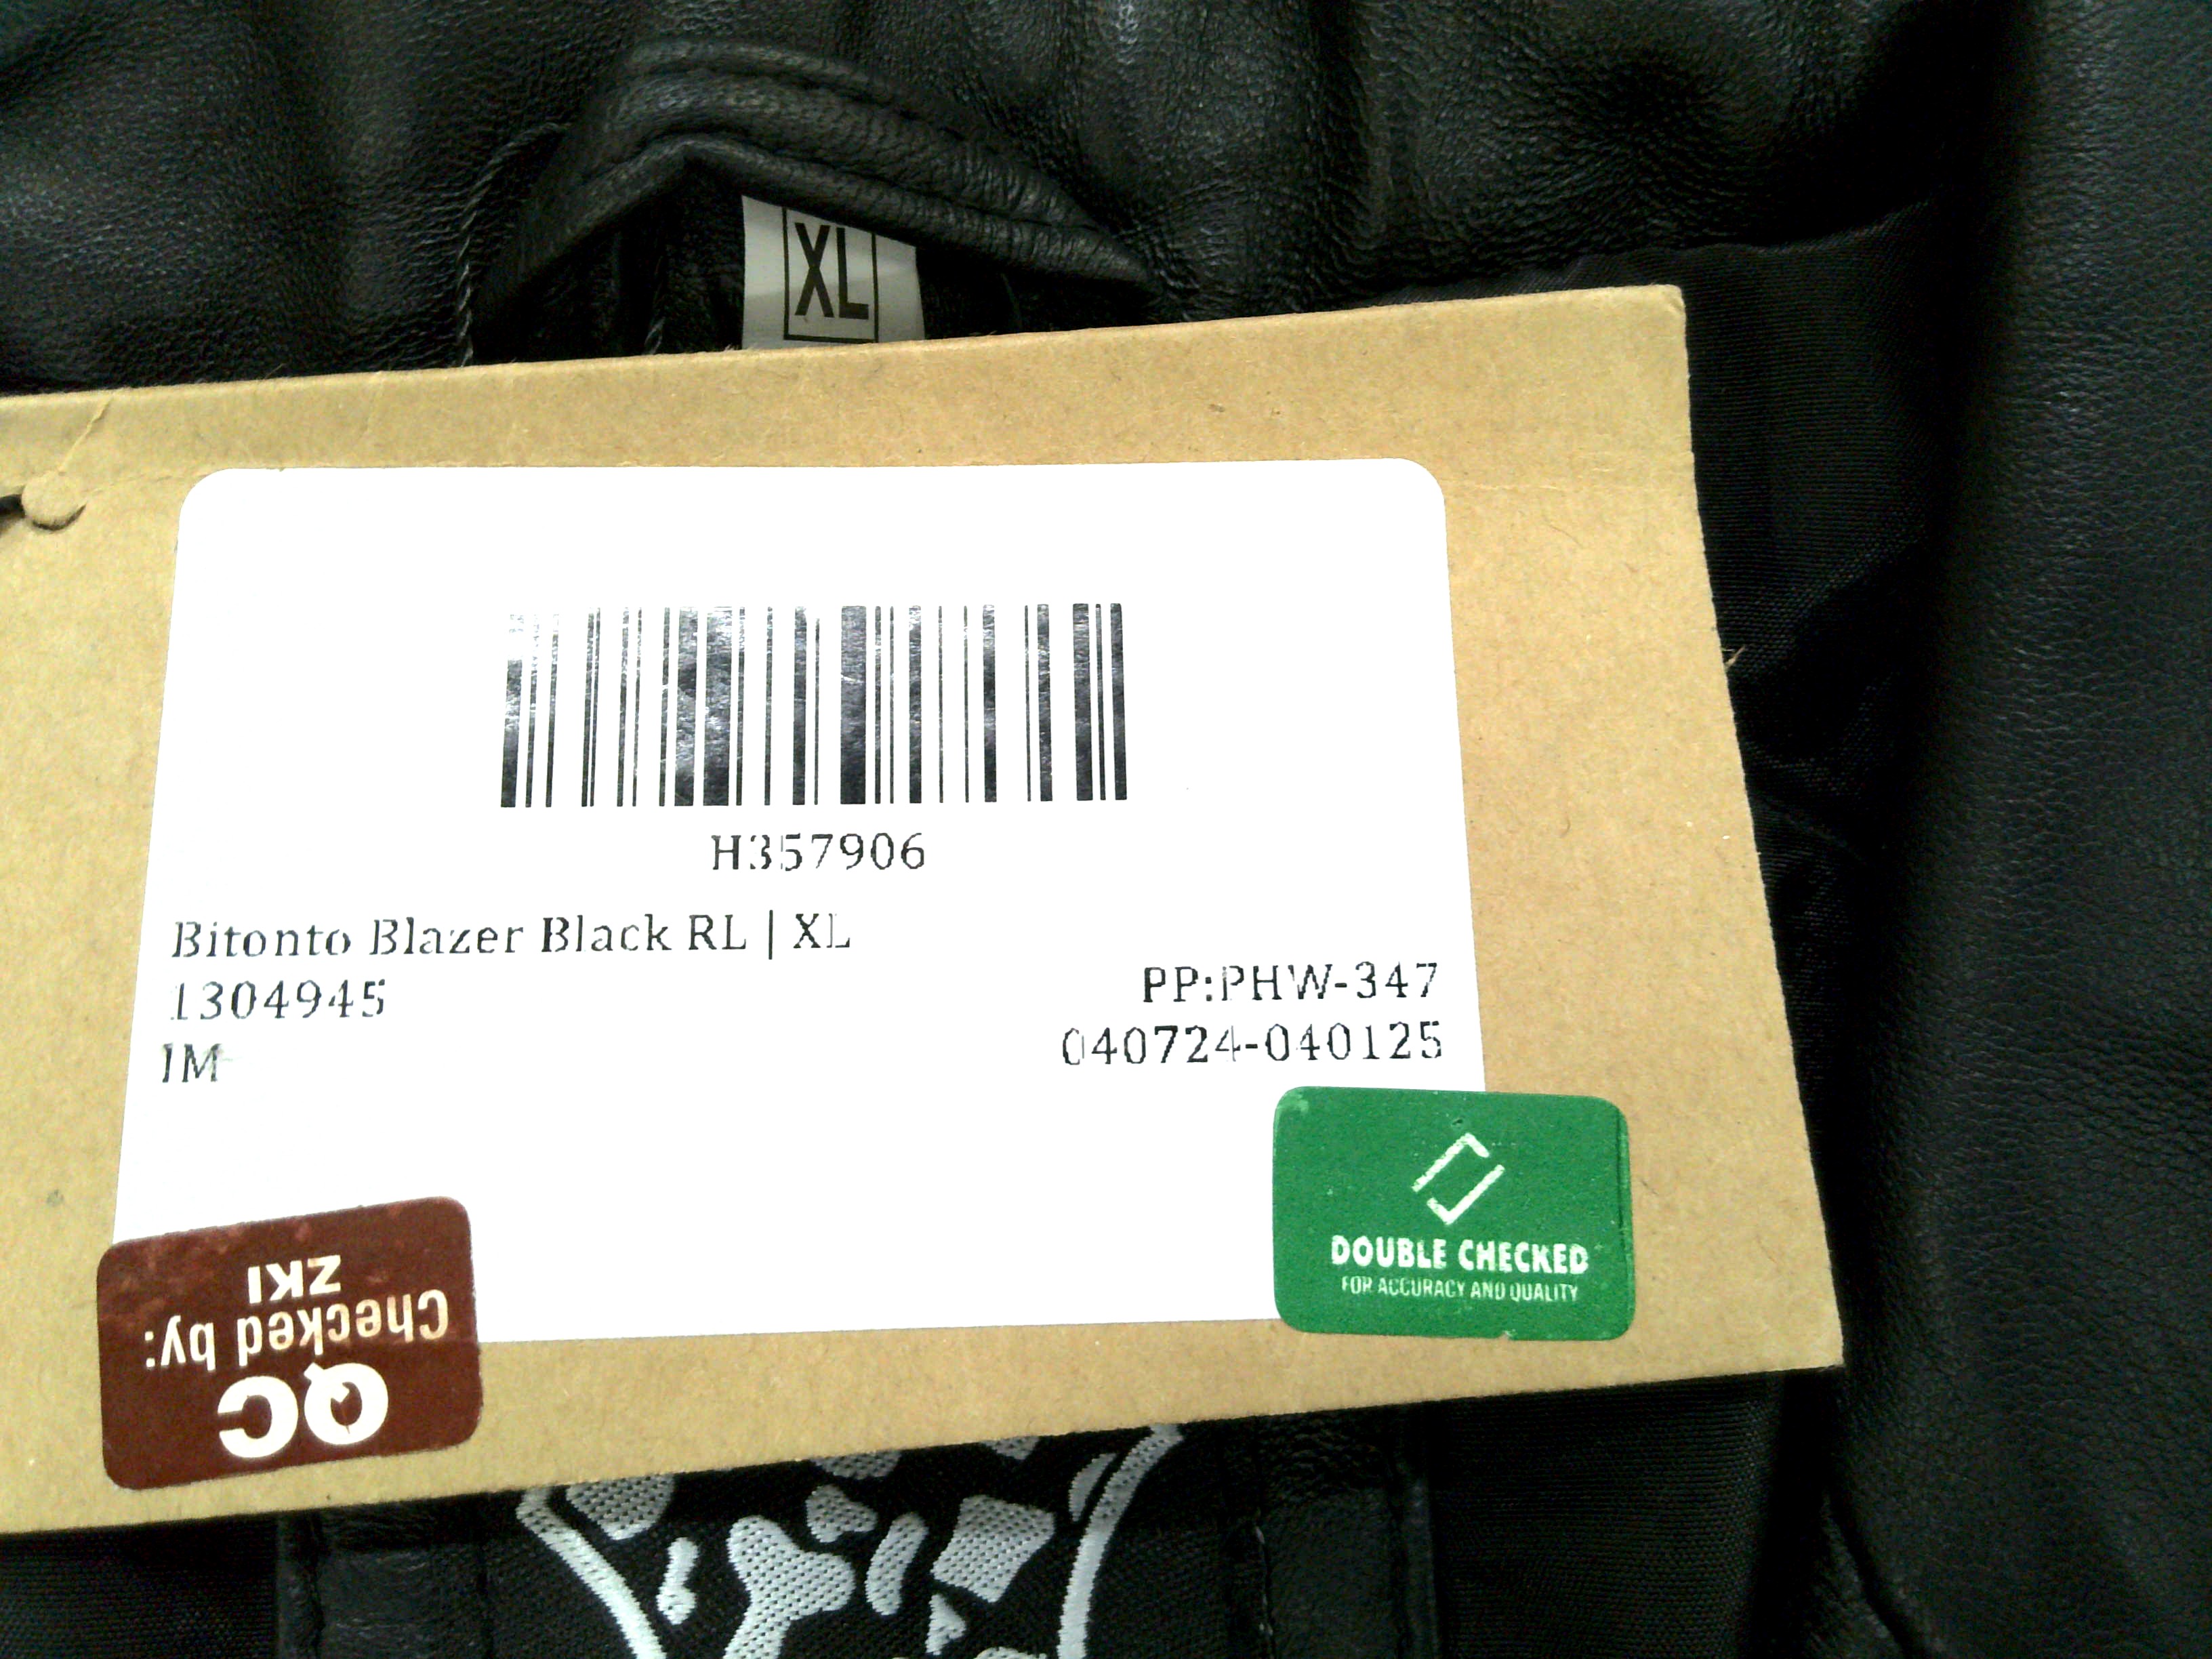 XL
H357906
Bitonto Blazer Black RL | XL
1304945
PP:PHW-347
IM
040724-040125
DOUBLE CHECKED
FOR ACCURACY AND QUALITY
QC
Checked by:
ZKI